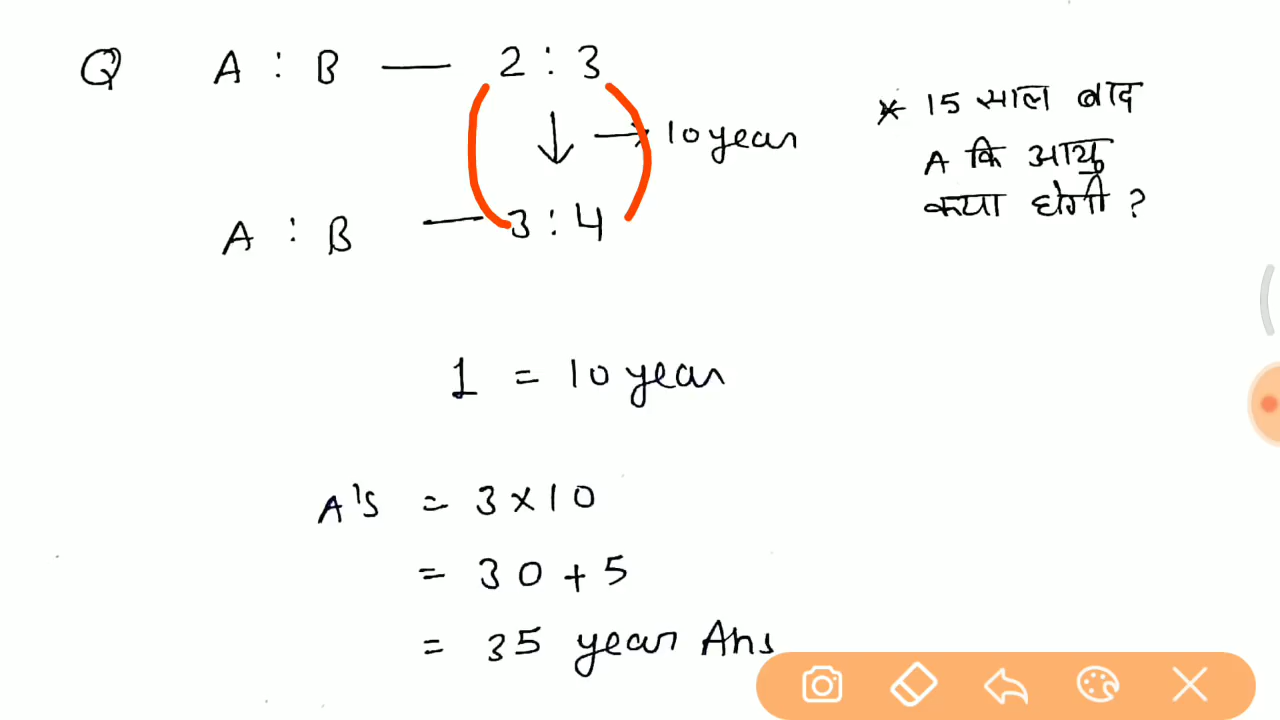 Q A : B — 2 : 3
↓ → 10 year
A : B — 3 : 4
* 15 साल बाद
A कि आयु
क्या होगी ?
1 = 10 year
A's = 3 × 10
= 30 + 5
= 35 year Ans